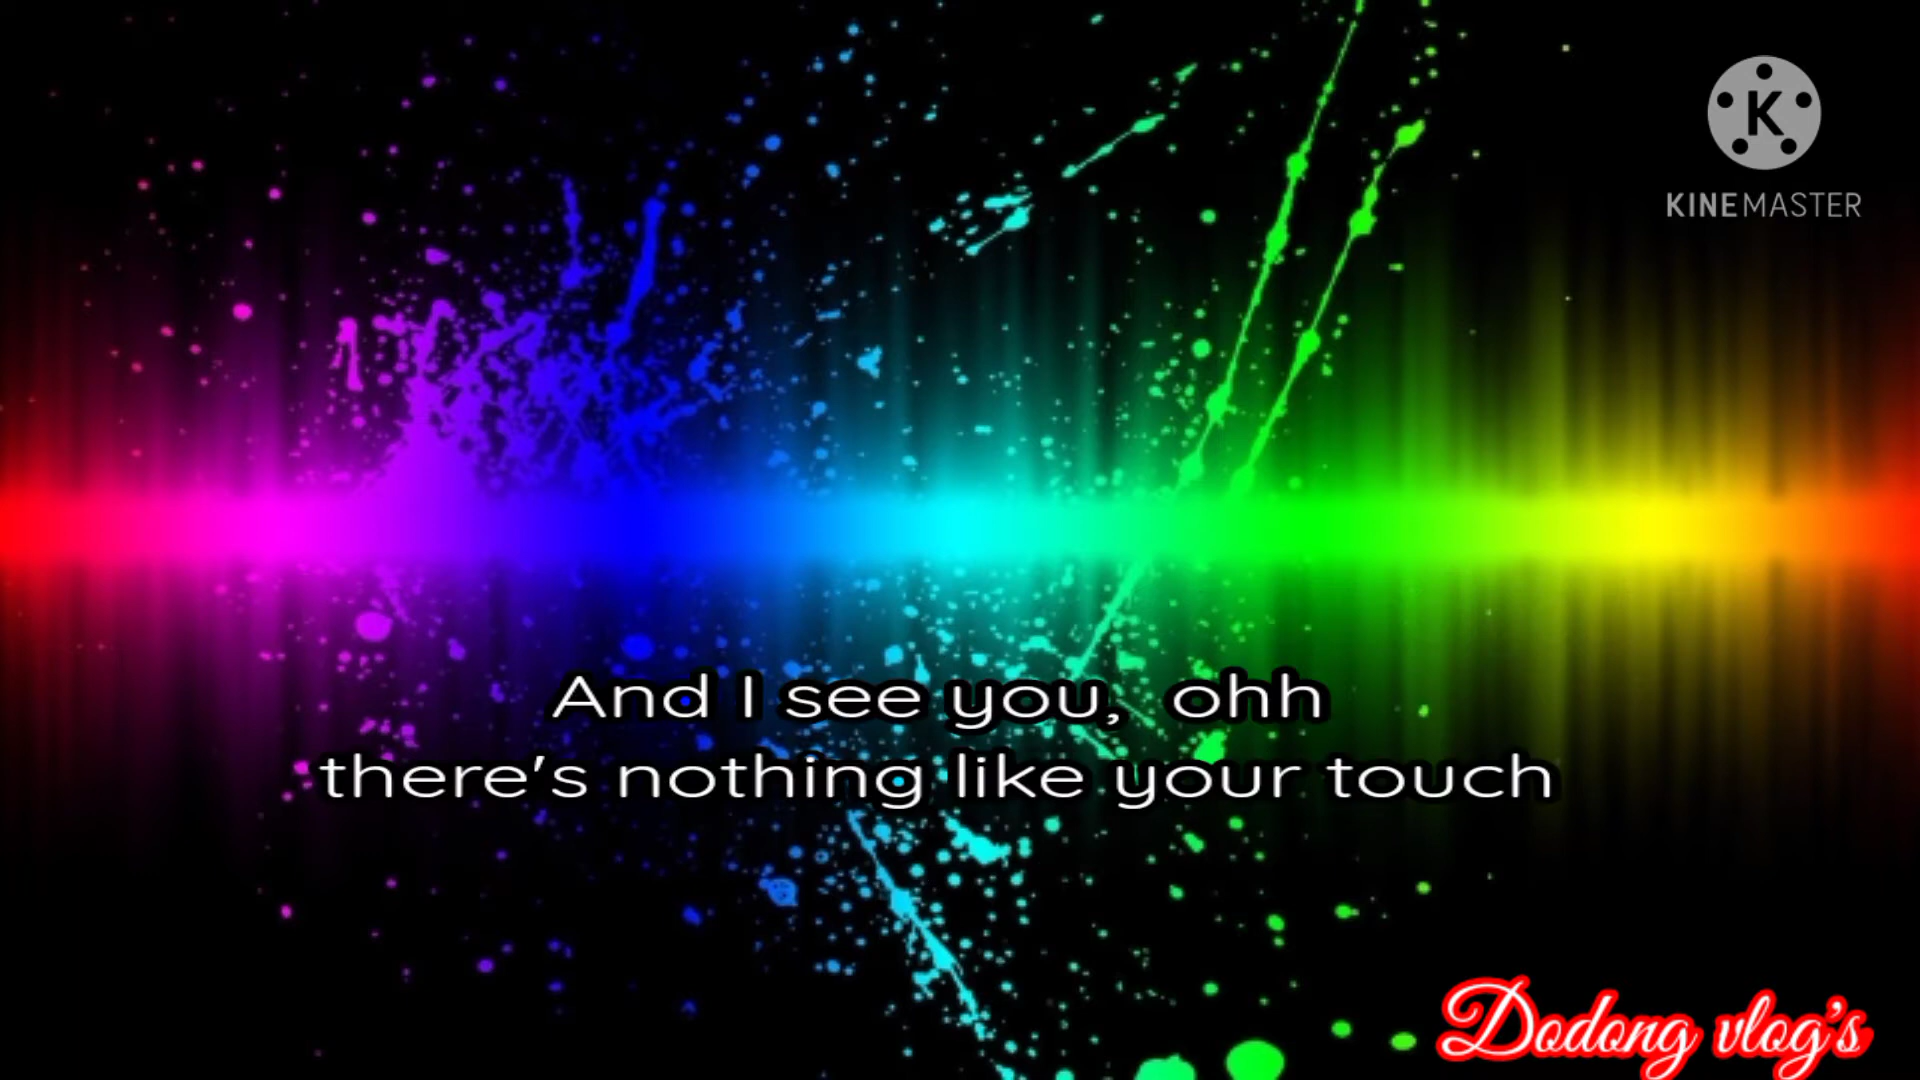 K
KINEMASTER
And I see you, ohh
there's nothing like your touch
Dodong vlog's